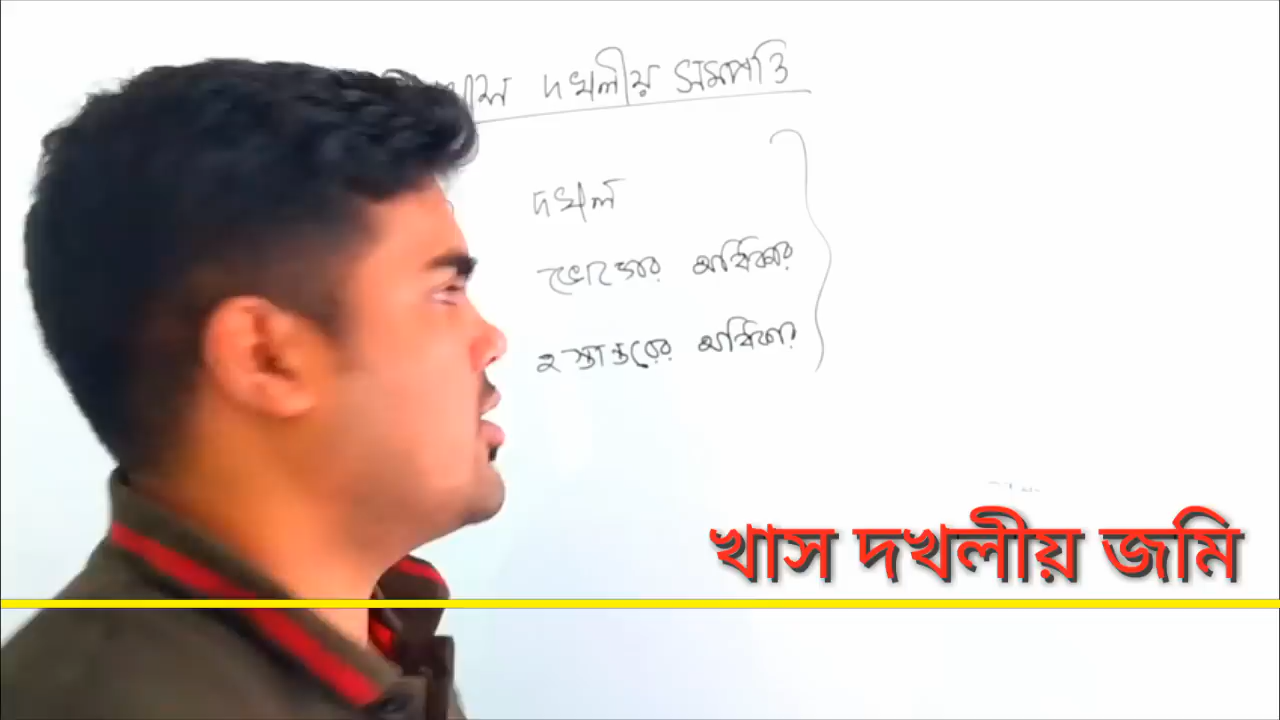 খাস দখলীয় সম্পত্তি
দখল
ভোগের অধিকার
হস্তান্তরের অধিকার
খাস দখলীয় জমি